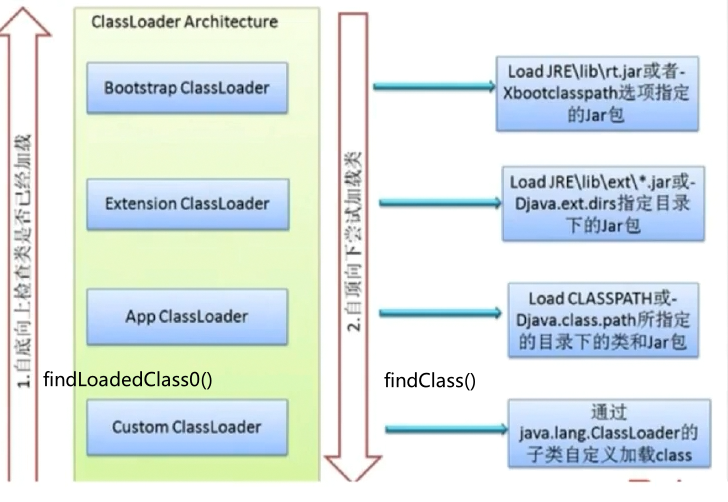 ClassLoader Architecture
Bootstrap ClassLoader
Extension ClassLoader
App ClassLoader
Custom ClassLoader
1.自底向上检查类是否已经加载
findLoadedClass0()
2.自顶向下尝试加载类
findClass()
Load JRE\lib\rt.jar或者-
Xbootclasspath选项指定
的Jar包
Load JRE\lib\ext\*.jar或-
Djava.ext.dirs指定目录
下的Jar包
Load CLASSPATH或-
Djava.class.path所指定
的目录下的类和Jar包
通过
java.lang.ClassLoader的
子类自定义加载class